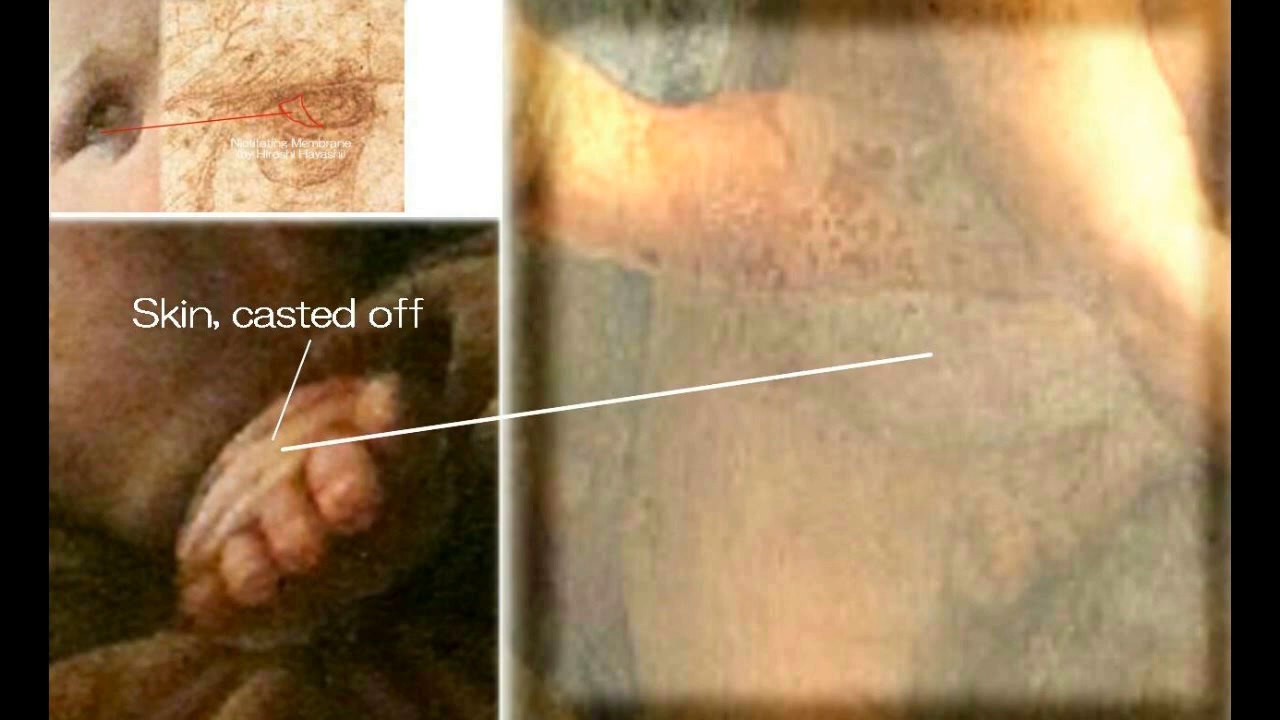 Nictitating Membrane
(by Hiroshi Hayashi)
Skin, casted off